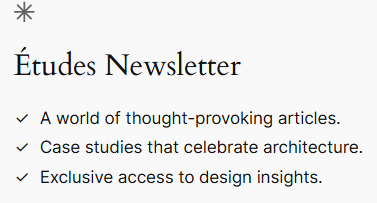 Études Newsletter
A world of thought-provoking articles.
Case studies that celebrate architecture.
Exclusive access to design insights.